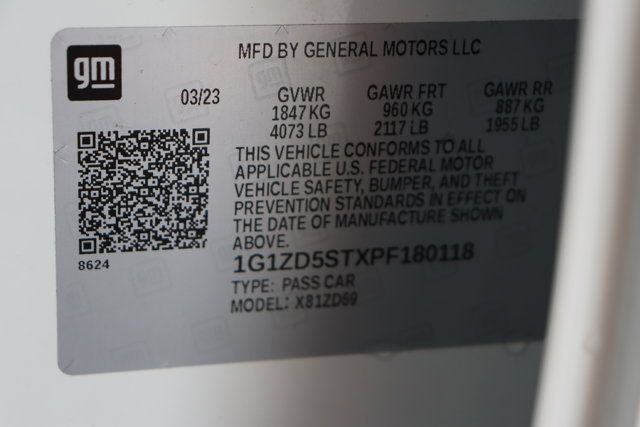 gm
MFD BY GENERAL MOTORS LLC
03/23 GVWR GAWR FRT GAWR RR
1847 KG 960 KG 887 KG
4073 LB 2117 LB 1955 LB
THIS VEHICLE CONFORMS TO ALL
APPLICABLE U.S. FEDERAL MOTOR
VEHICLE SAFETY, BUMPER, AND THEFT
PREVENTION STANDARDS IN EFFECT ON
THE DATE OF MANUFACTURE SHOWN
ABOVE.
8624
1G1ZD5STXPF180118
TYPE: PASS CAR
MODEL: X81ZD69